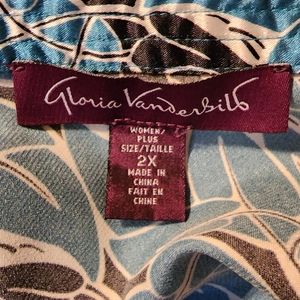 Gloria Vanderbilt
WOMEN/
PLUS
SIZE/TAILLE
2X
MADE IN
CHINA
FAIT EN
CHINE